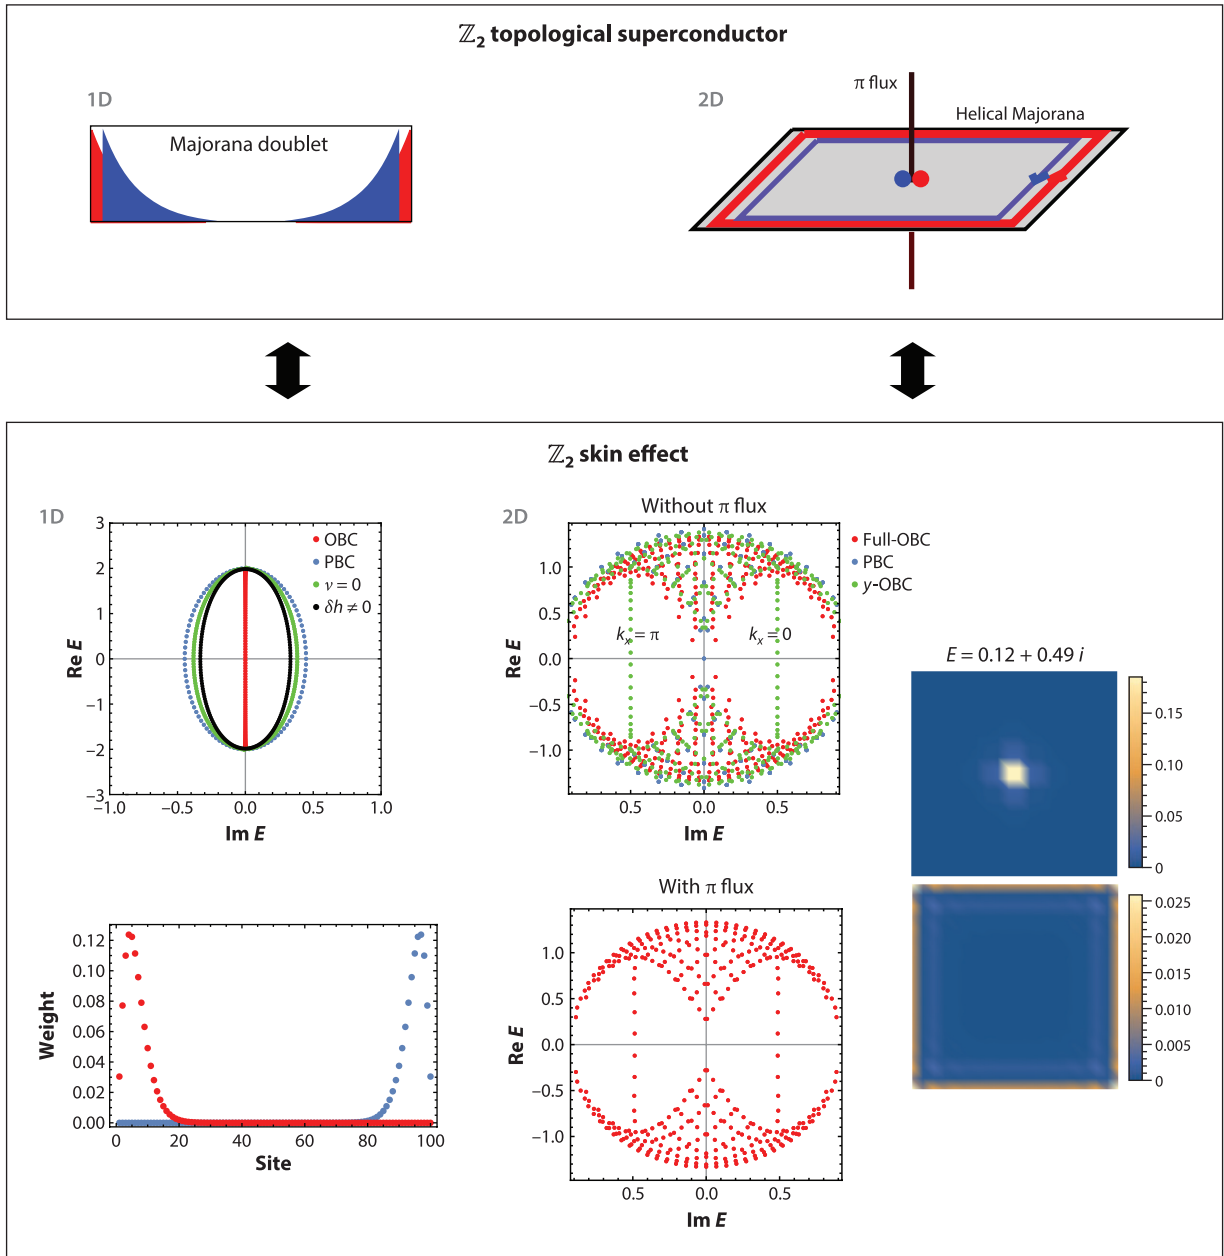 ℤ₂ topological superconductor
1D
Majorana doublet
2D
π flux
Helical Majorana
ℤ₂ skin effect
1D
Re E
3
2
1
0
−1
−2
−3
−1.0
−0.5
0.0
0.5
1.0
Im E
OBC
PBC
v = 0
δh ≠ 0
2D
Without π flux
Re E
1.0
0.5
0.0
−0.5
−1.0
kₓ = π
kₓ = 0
0.5
0.0
0.5
Im E
Full-OBC
PBC
y-OBC
E = 0.12 + 0.49 i
0.15
0.10
0.05
0
0.025
0.020
0.015
0.010
0.005
0
Weight
0.12
0.10
0.08
0.06
0.04
0.02
0.00
0
20
40
60
80
100
Site
With π flux
Re E
1.0
0.5
0.0
−0.5
−1.0
0.5
0.0
0.5
Im E